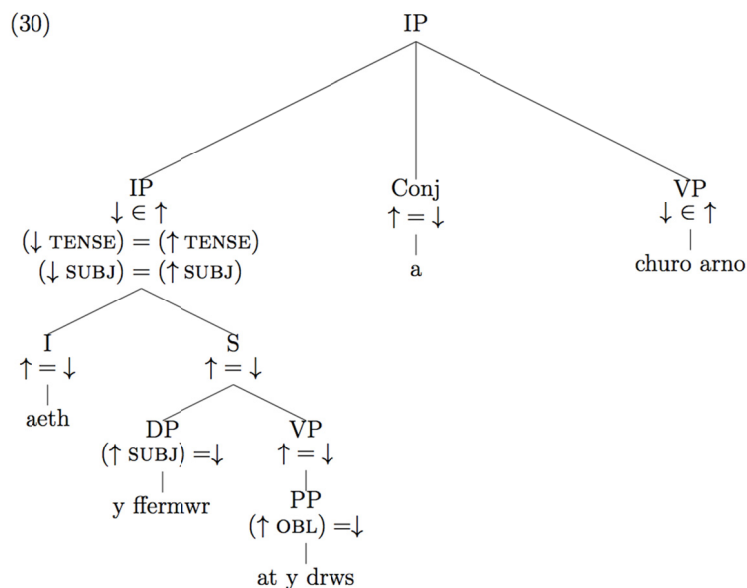 (30) IP
IP Conj VP
↓ ∈ ↑ ↑ = ↓ ↓ ∈ ↑
(↓ TENSE) = (↑ TENSE) a churo arno
(↓ SUBJ) = (↑ SUBJ)
I S
↑ = ↓ ↑ = ↓
aeth DP VP
(↑ SUBJ) =↓ ↑ = ↓
y ffermwr PP
(↑ OBL) =↓
at y drws